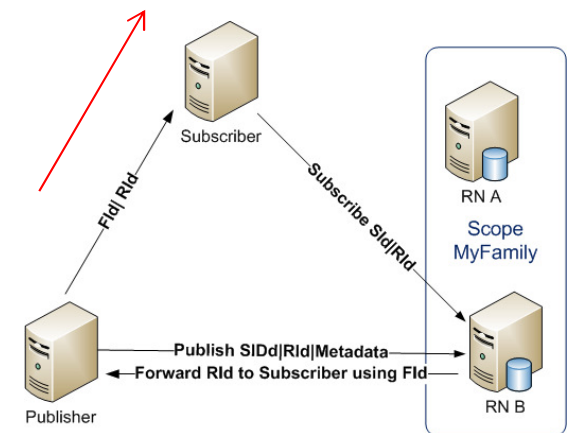 Subscriber
RN A
Scope
MyFamily
FId| RId
Subscribe SId|RId
Publish SIDd|RId|Metadata
Forward RId to Subscriber using FId
Publisher
RN B